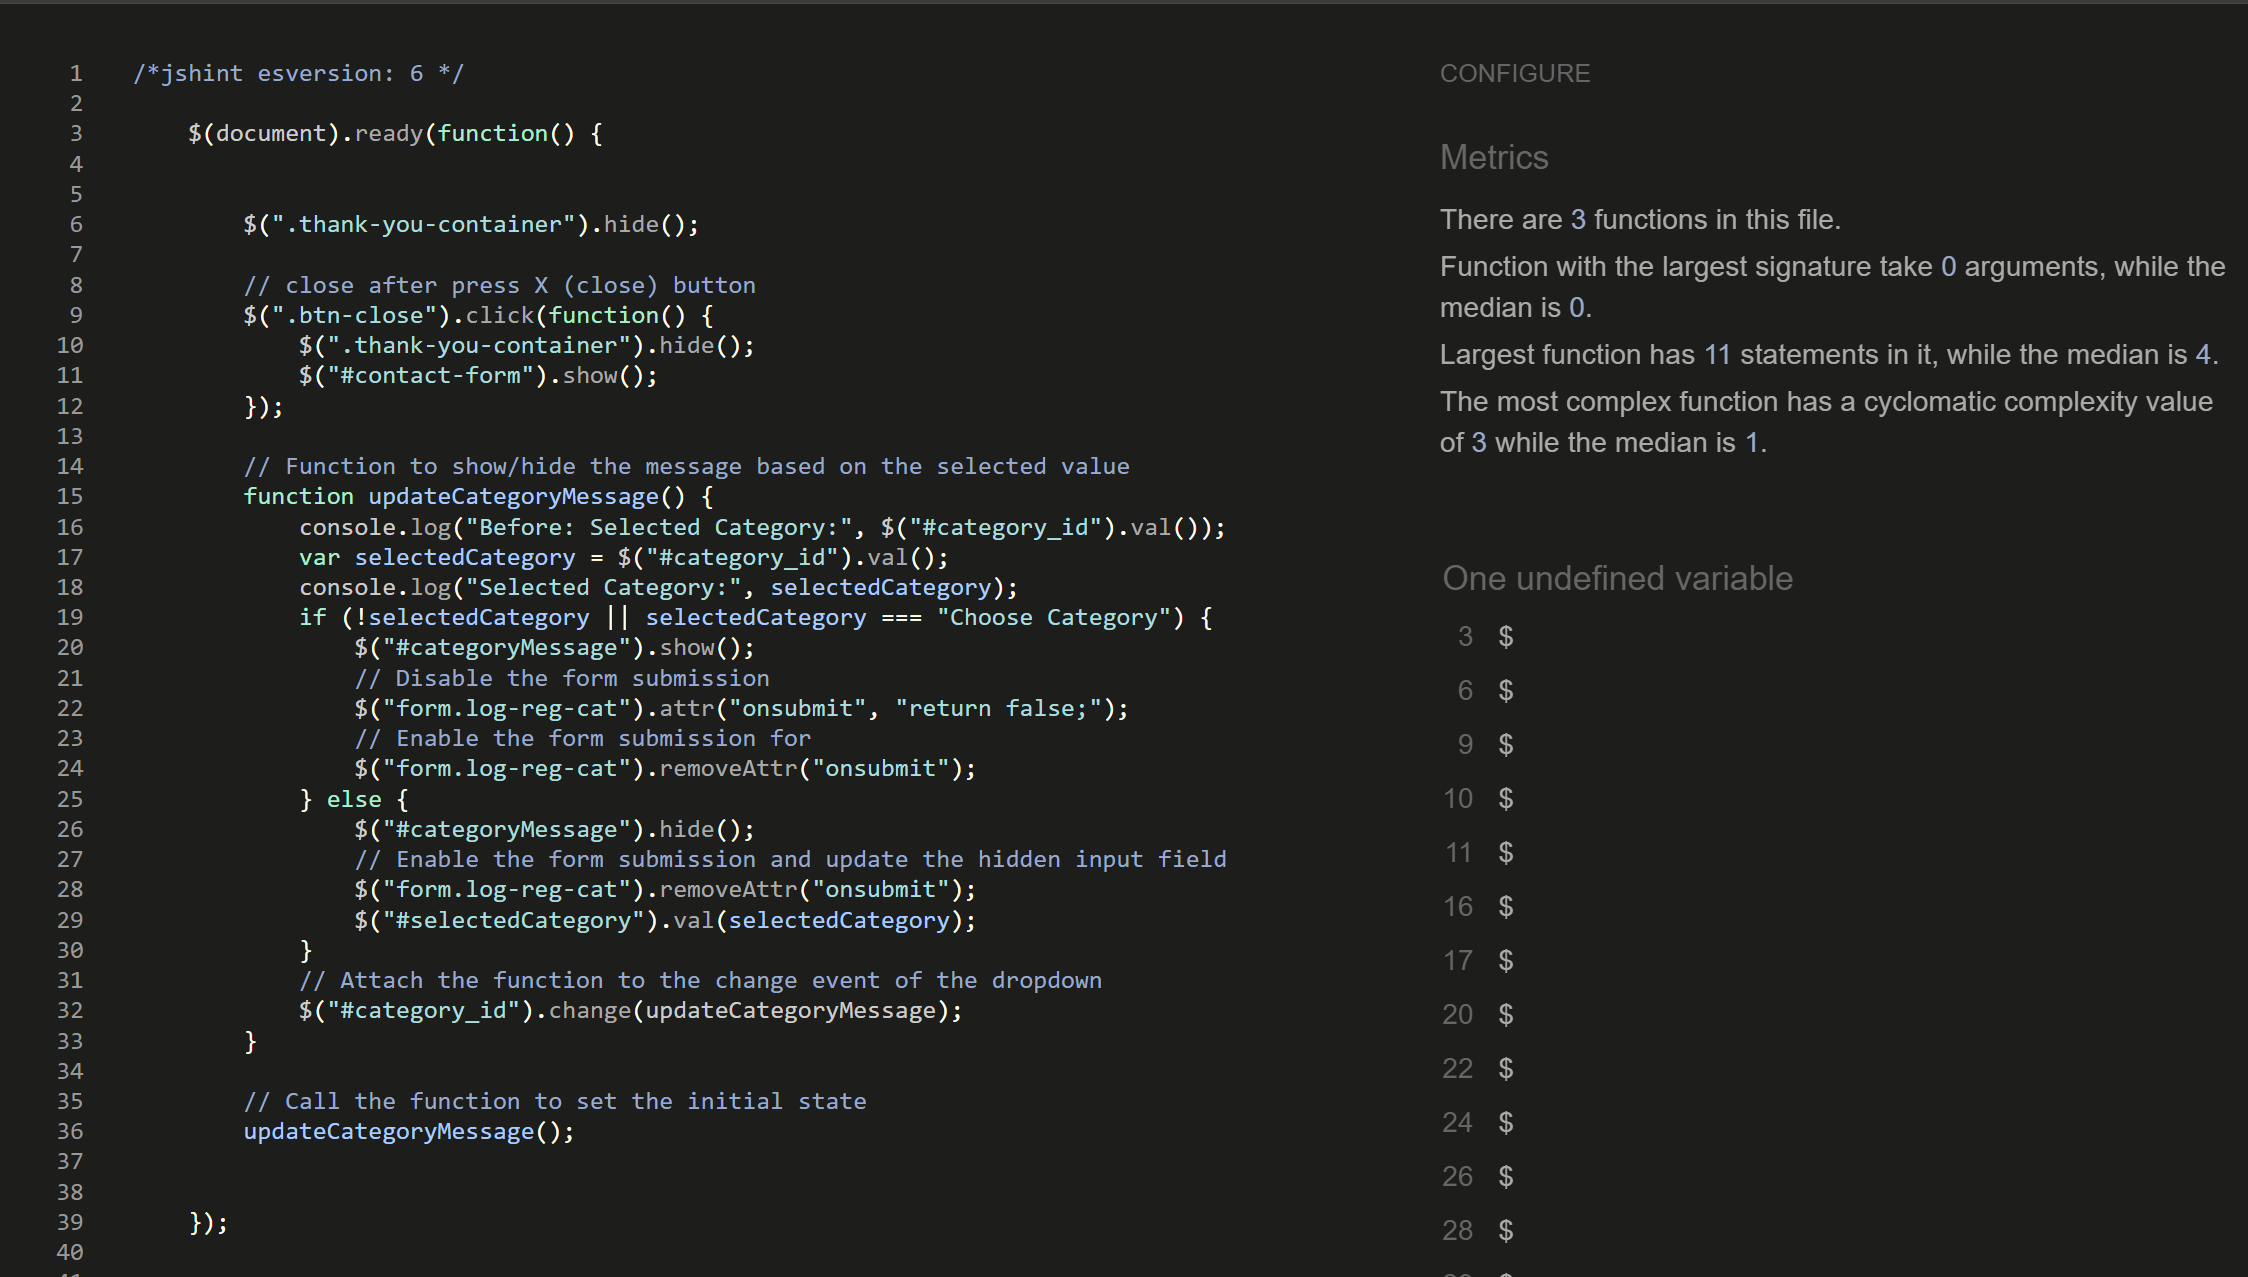 1 /*jshint esversion: 6 */
2
3 $(document).ready(function() {
4
5
6 $(".thank-you-container").hide();
7
8 // close after press X (close) button
9 $(".btn-close").click(function() {
10 $(".thank-you-container").hide();
11 $("#contact-form").show();
12 });
13
14 // Function to show/hide the message based on the selected value
15 function updateCategoryMessage() {
16 console.log("Before: Selected Category:", $("#category_id").val());
17 var selectedCategory = $("#category_id").val();
18 console.log("Selected Category:", selectedCategory);
19 if (!selectedCategory || selectedCategory === "Choose Category") {
20 $("#categoryMessage").show();
21 // Disable the form submission
22 $("form.log-reg-cat").attr("onsubmit", "return false;");
23 // Enable the form submission for
24 $("form.log-reg-cat").removeAttr("onsubmit");
25 } else {
26 $("#categoryMessage").hide();
27 // Enable the form submission and update the hidden input field
28 $("form.log-reg-cat").removeAttr("onsubmit");
29 $("#selectedCategory").val(selectedCategory);
30 }
31 // Attach the function to the change event of the dropdown
32 $("#category_id").change(updateCategoryMessage);
33 }
34
35 // Call the function to set the initial state
36 updateCategoryMessage();
37
38
39 });
40
CONFIGURE
Metrics
There are 3 functions in this file.
Function with the largest signature take 0 arguments, while the
median is 0.
Largest function has 11 statements in it, while the median is 4.
The most complex function has a cyclomatic complexity value
of 3 while the median is 1.
One undefined variable
3 $
6 $
9 $
10 $
11 $
16 $
17 $
20 $
22 $
24 $
26 $
28 $